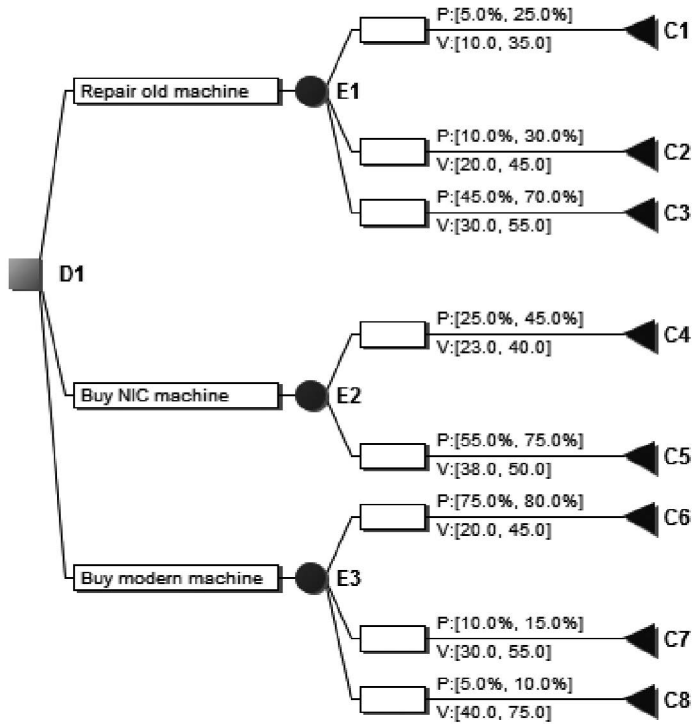 P:[5.0%, 25.0%]
C1
V:[10.0, 35.0]
Repair old machine
E1
P:[10.0%, 30.0%]
C2
V:[20.0, 45.0]
P:[45.0%, 70.0%]
C3
V:[30.0, 55.0]
D1
P:[25.0%, 45.0%]
C4
V:[23.0, 40.0]
Buy NIC machine
E2
P:[55.0%, 75.0%]
C5
V:[38.0, 50.0]
P:[75.0%, 80.0%]
C6
V:[20.0, 45.0]
Buy modern machine
E3
P:[10.0%, 15.0%]
C7
V:[30.0, 55.0]
P:[5.0%, 10.0%]
C8
V:[40.0, 75.0]